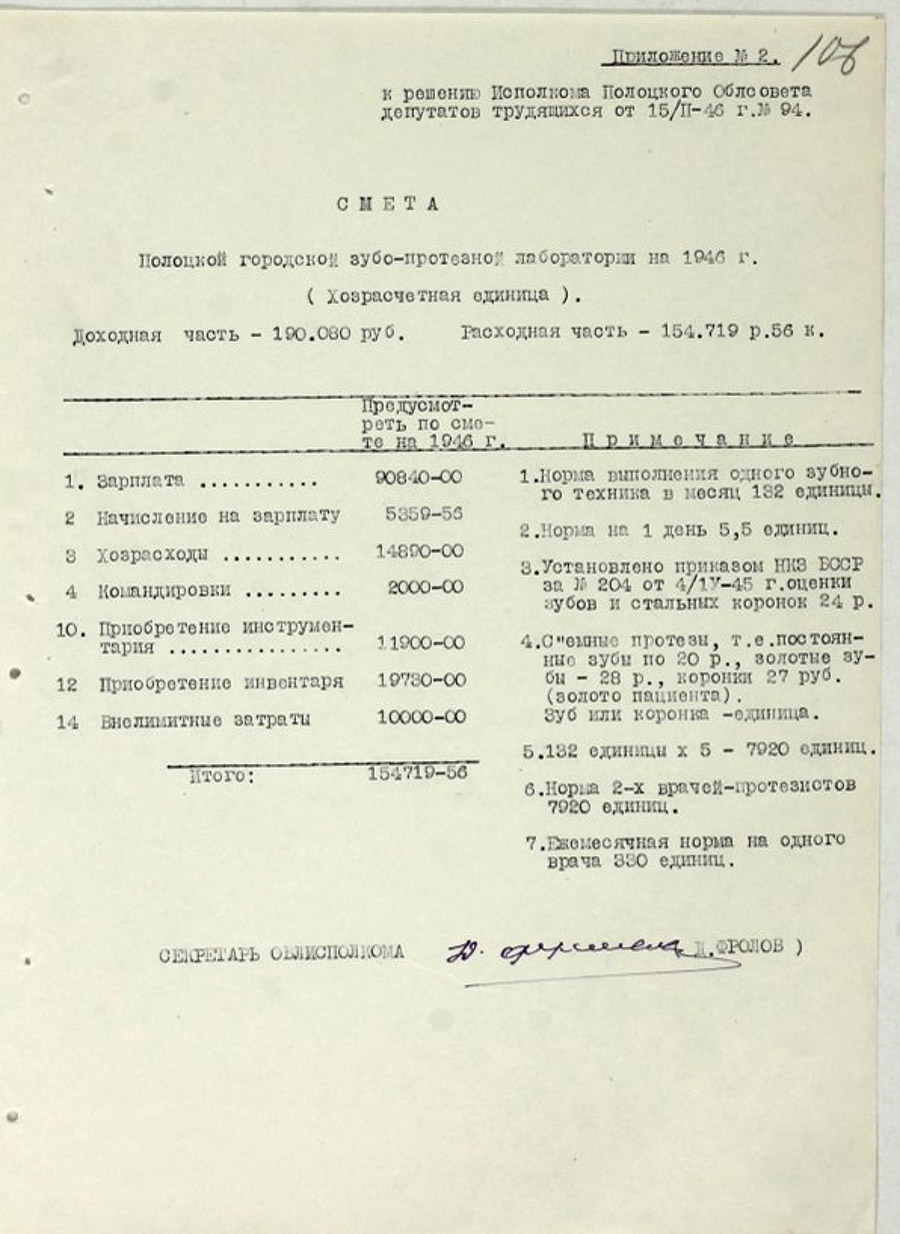 Приложение № 2. 106
к решению Исполкома Полоцкого Облсовета
депутатов трудящихся от 15/П-46 г.№ 94.
С М Е Т А
Полоцкой городской зубо-протезной лаборатории на 1946 г.
( Хозрасчетная единица ).
Доходная часть - 190.080 руб. Расходная часть - 154.719 р.56 к.
Предусмот-
реть по сме-
те на 1946 г. П р и м е ч а н и е
1. Зарплата ........... 90840-00
2 Начисление на зарплату 5359-56
3 Хозрасходы ........... 14890-00
4 Командировки ......... 2000-00
10. Приобретение инструмен-
тария ................ 11900-00
12 Приобретение инвентаря 19730-00
14 Внелимитные затраты 10000-00
Итого: 154719-56
1.Норма выполнения одного зубно-
го техника в месяц 132 единицы.
2.Норма на 1 день 5,5 единиц.
3.Установлено приказом НКЗ БССР
за № 204 от 4/1У-45 г.оценки
зубов и стальных коронок 24 р.
4.С"емные протезы, т.е.постоян-
ные зубы по 20 р., золотые зу-
бы - 28 р., коронки 27 руб.
(золото пациента).
Зуб или коронка -единица.
5.132 единицы х 5 - 7920 единиц.
6.Норма 2-х врачей-протезистов
7920 единиц.
7.Ежемесячная норма на одного
врача 330 единиц.
СЕКРЕТАРЬ ОБЛИСПОЛКОМА Д.ФРОЛОВ )